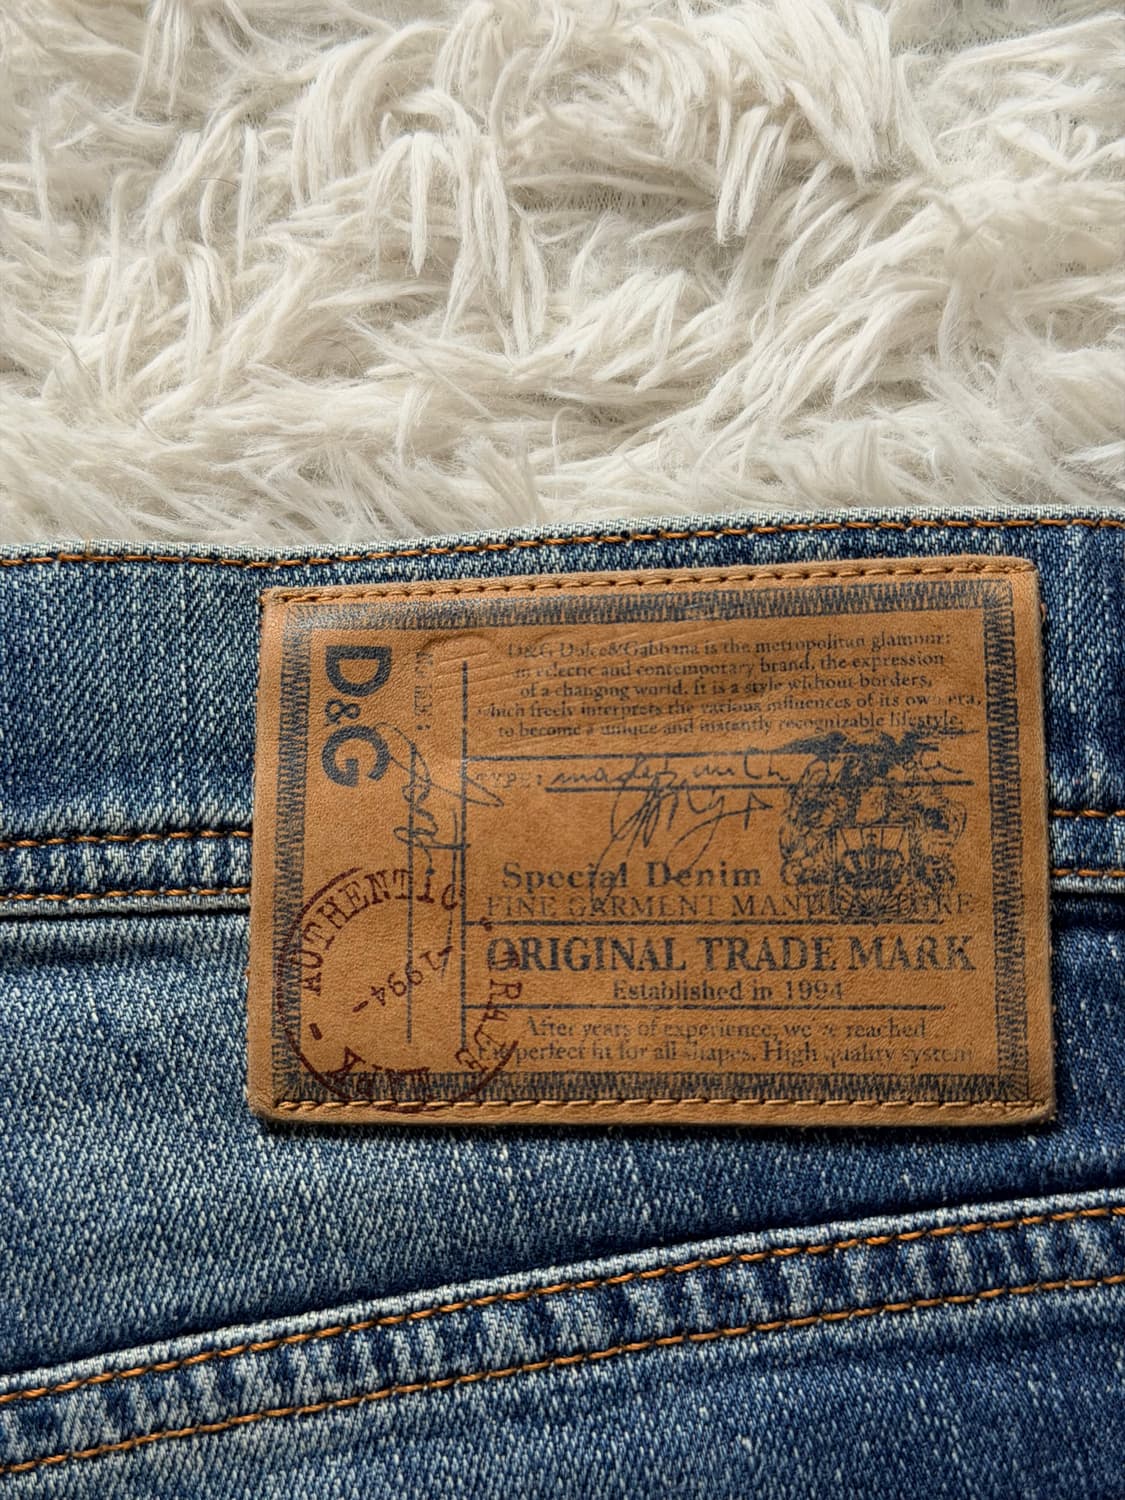 D&G
D&G Dolce&Gabbana is the metropolitan glamour:
eclectic and contemporary brand, the expression
of a changing world. It is a style without borders,
which freely interprets the various influences of its own era,
to become a unique and instantly recognizable lifestyle.
TYPE:
Special Denim
FINE GARMENT
ORIGINAL TRADE MARK
Established in 1994
After years of experience, we reached
perfect fit for all shapes. High quality system
AUTHENTIC
-1994-